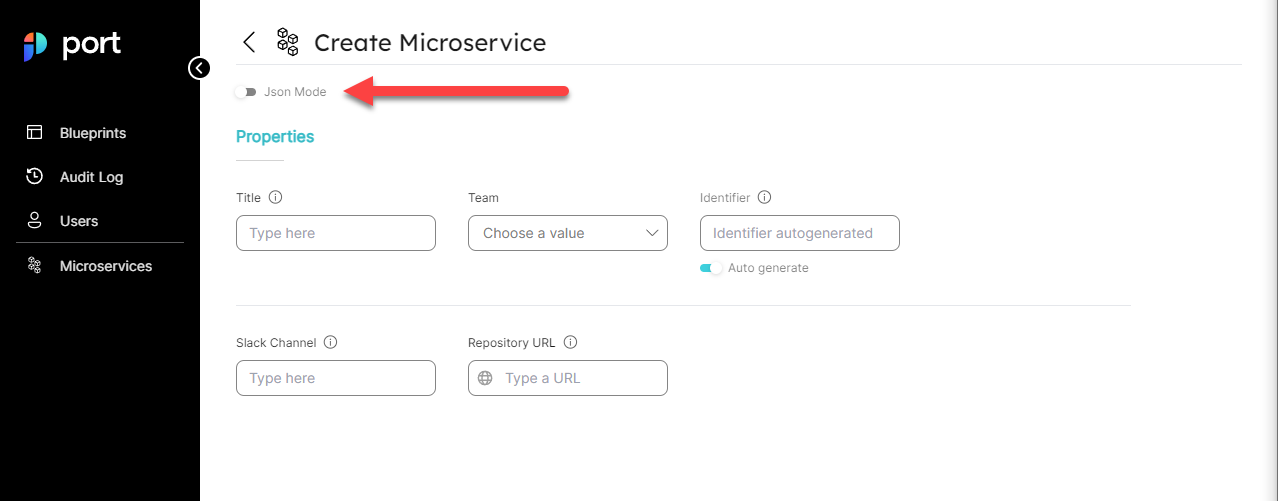 port
Create Microservice
Json Mode
Blueprints
Audit Log
Users
Microservices
Properties
Title Team Identifier
Type here Choose a value Identifier autogenerated
Auto generate
Slack Channel Repository URL
Type here Type a URL